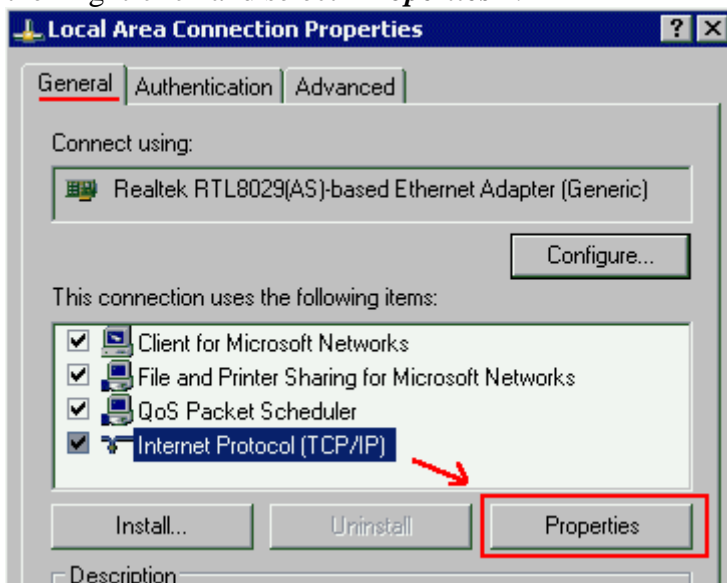 Local Area Connection Properties
General Authentication Advanced
Connect using:
Realtek RTL8029(AS)-based Ethernet Adapter (Generic)
Configure...
This connection uses the following items:
Client for Microsoft Networks
File and Printer Sharing for Microsoft Networks
QoS Packet Scheduler
Internet Protocol (TCP/IP)
Install... Uninstall Properties
Description